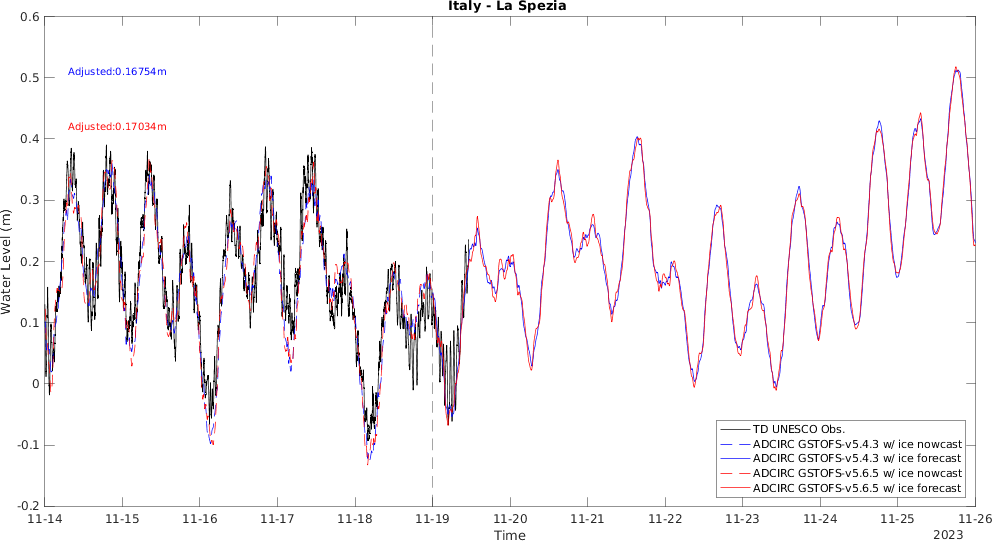 Italy - La Spezia
Adjusted:0.16754m
Adjusted:0.17034m
Water Level (m)
0.6
0.5
0.4
0.3
0.2
0.1
0
-0.1
-0.2
TD UNESCO Obs.
ADCIRC GSTOFS-v5.4.3 w/ ice nowcast
ADCIRC GSTOFS-v5.4.3 w/ ice forecast
ADCIRC GSTOFS-v5.6.5 w/ ice nowcast
ADCIRC GSTOFS-v5.6.5 w/ ice forecast
11-14 11-15 11-16 11-17 11-18 11-19 11-20 11-21 11-22 11-23 11-24 11-25 11-26
Time
2023